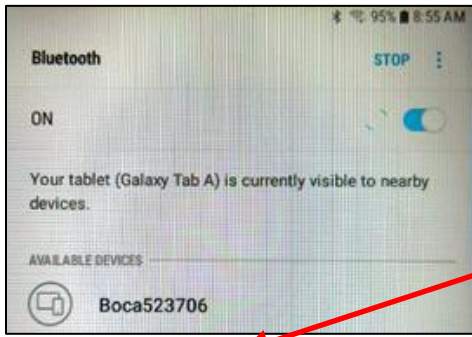 95% 8:55 AM
Bluetooth STOP
ON
Your tablet (Galaxy Tab A) is currently visible to nearby
devices.
AVAILABLE DEVICES
Boca523706